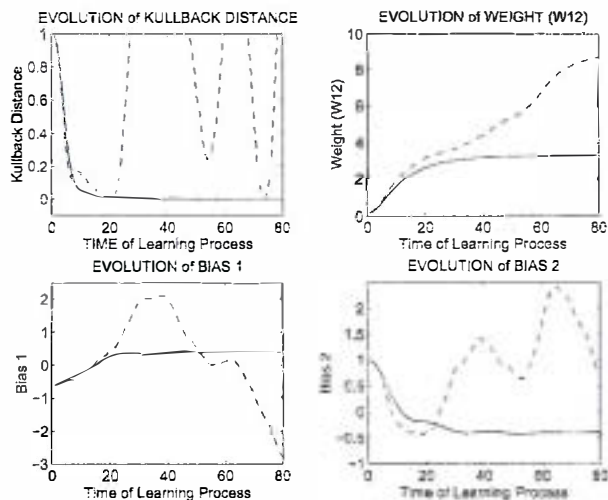 EVOLUTION of KULLBACK DISTANCE
1
0.8
0.6
0.4
0.2
0
Kullback Distance
0 20 40 60 80
TIME of Learning Process
EVOLUTION of WEIGHT (W12)
10
8
6
4
2
0
Weight (W12)
0 20 40 60 80
Time of Learning Process
EVOLUTION of BIAS 1
2
1
0
−1
−2
−3
Bias 1
0 20 40 60 80
Time of Learning Process
EVOLUTION of BIAS 2
2
1.5
1
0.5
0
−0.5
−1
Bias 2
0 20 40 60 80
Time of Learning Process